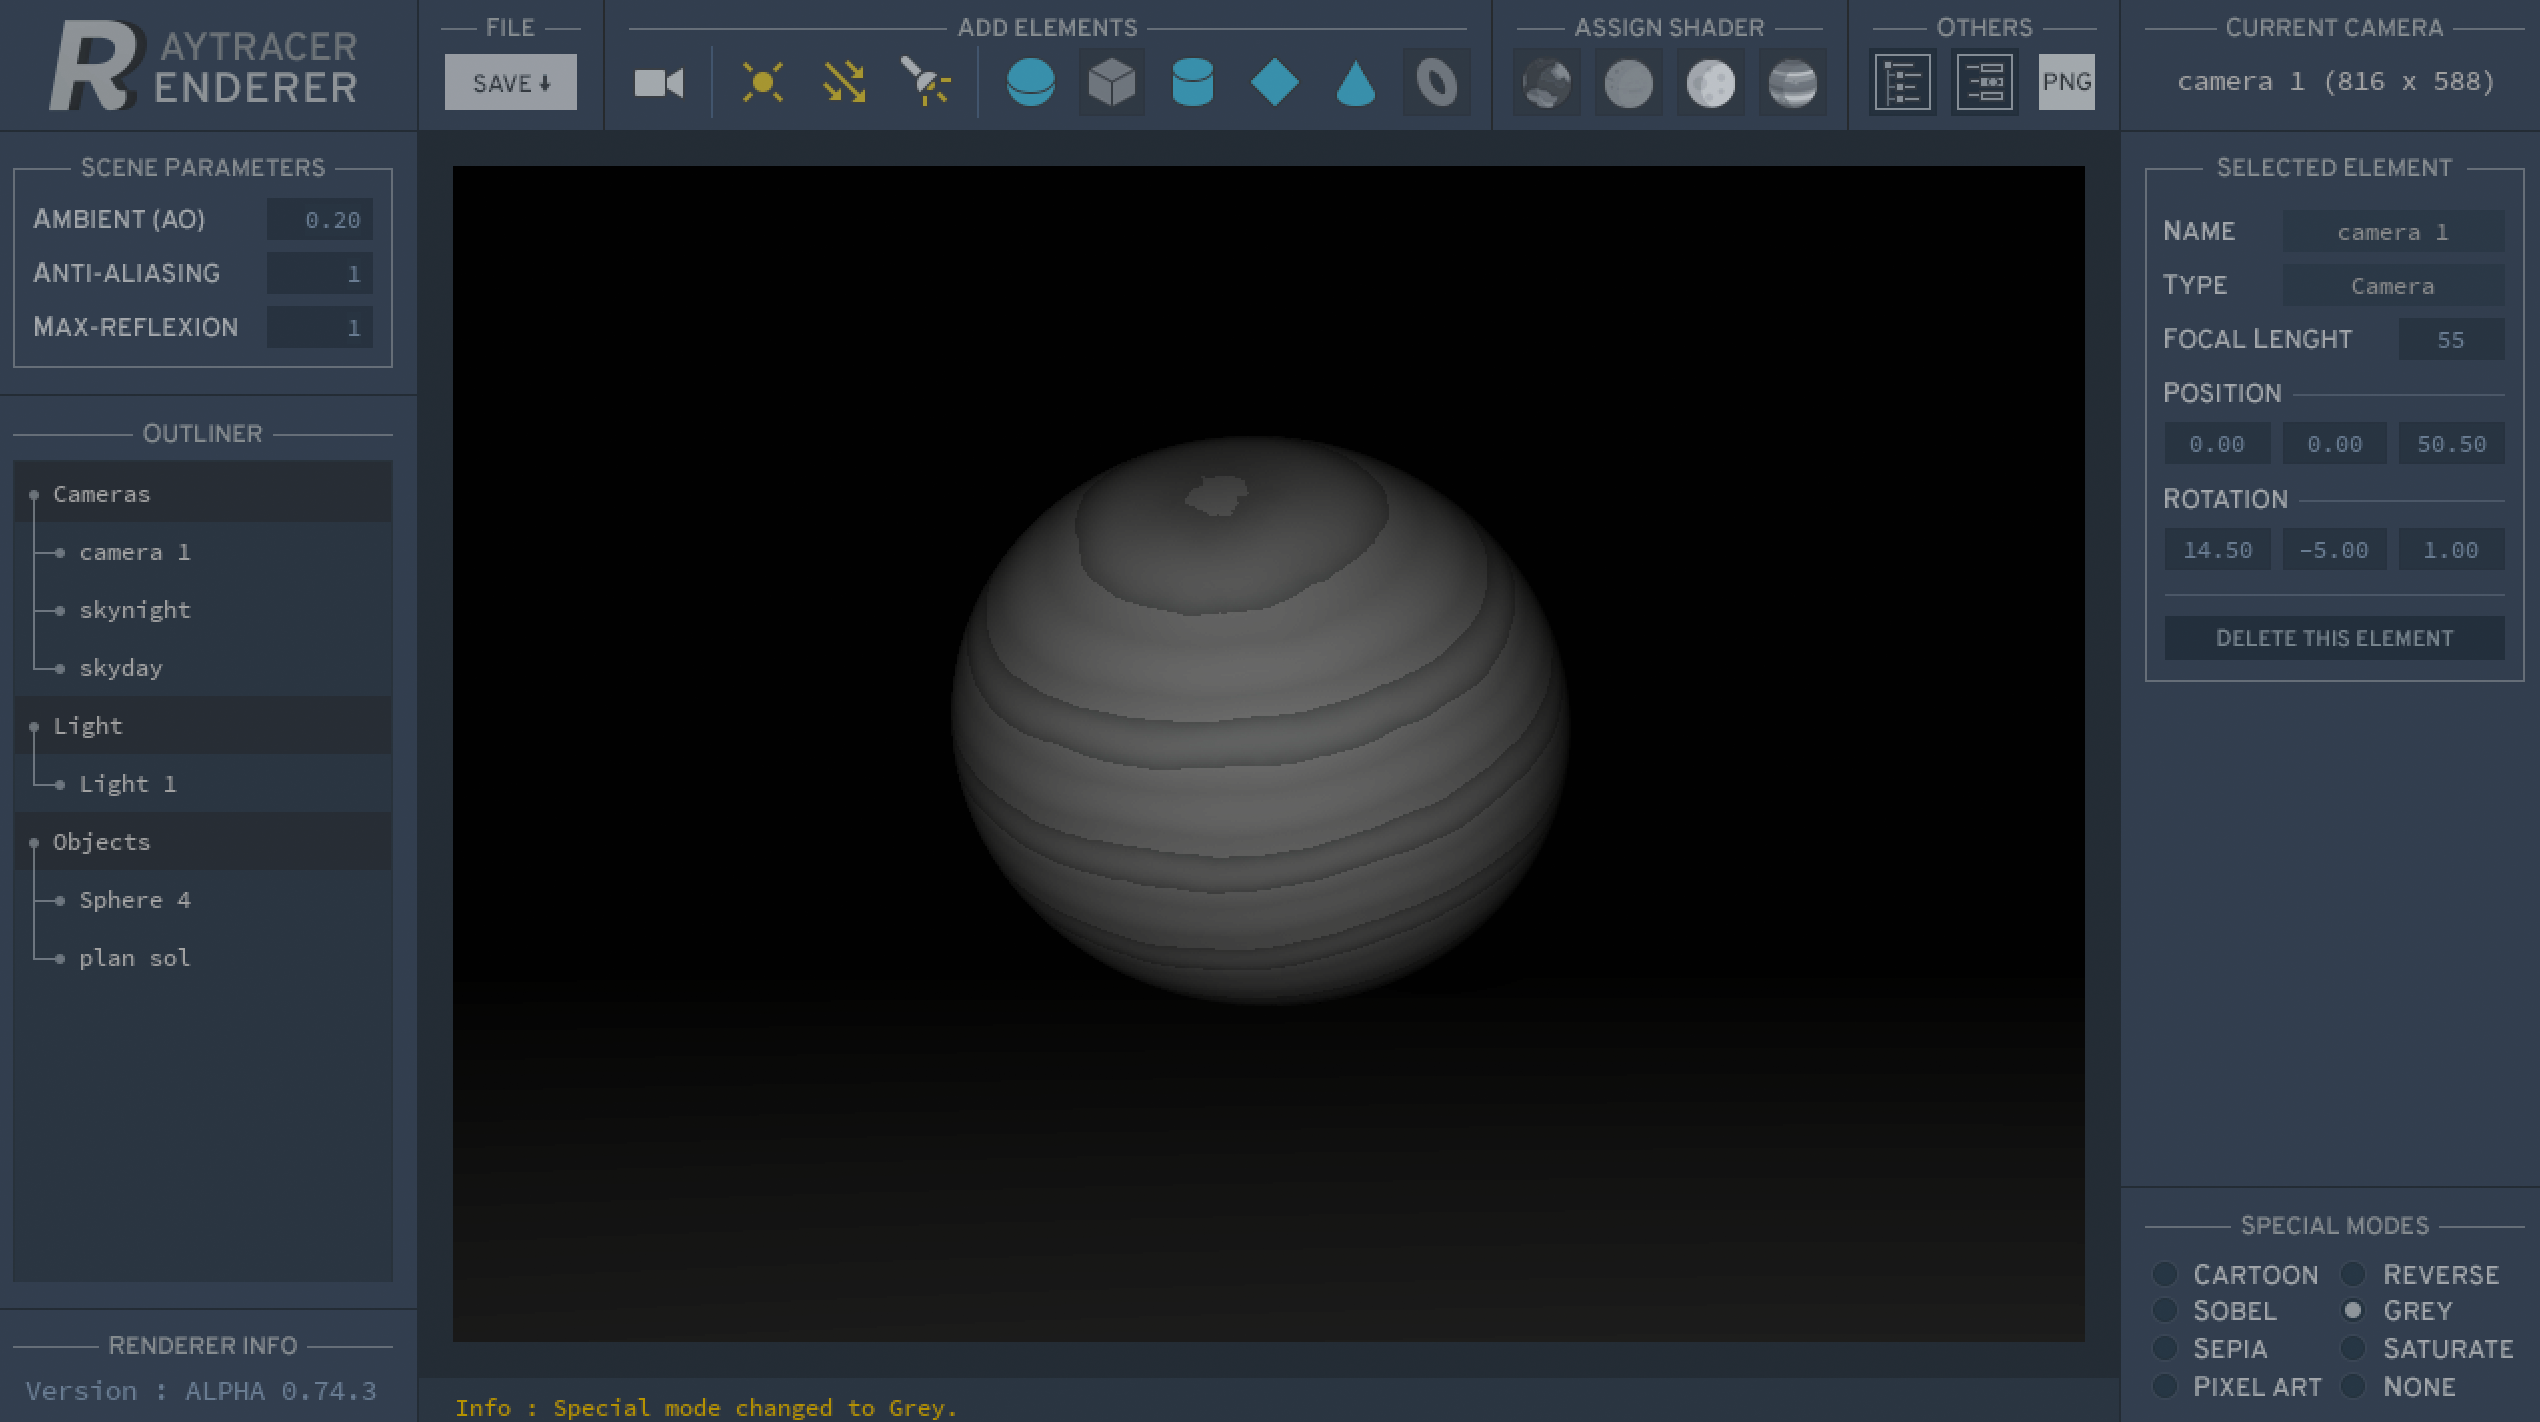 RAYTRACER
RENDERER
FILE
SAVE
ADD ELEMENTS
ASSIGN SHADER
OTHERS
PNG
CURRENT CAMERA
camera 1 (816 x 588)
SCENE PARAMETERS
AMBIENT (AO) 0.20
ANTI-ALIASING 1
MAX-REFLEXION 1
OUTLINER
Cameras
camera 1
skynight
skyday
Light
Light 1
Objects
Sphere 4
plan sol
RENDERER INFO
Version : ALPHA 0.74.3
Info : Special mode changed to Grey.
SELECTED ELEMENT
NAME camera 1
TYPE Camera
FOCAL LENGHT 55
POSITION
0.00 0.00 50.50
ROTATION
14.50 -5.00 1.00
DELETE THIS ELEMENT
SPECIAL MODES
CARTOON REVERSE
SOBEL GREY
SEPIA SATURATE
PIXEL ART NONE